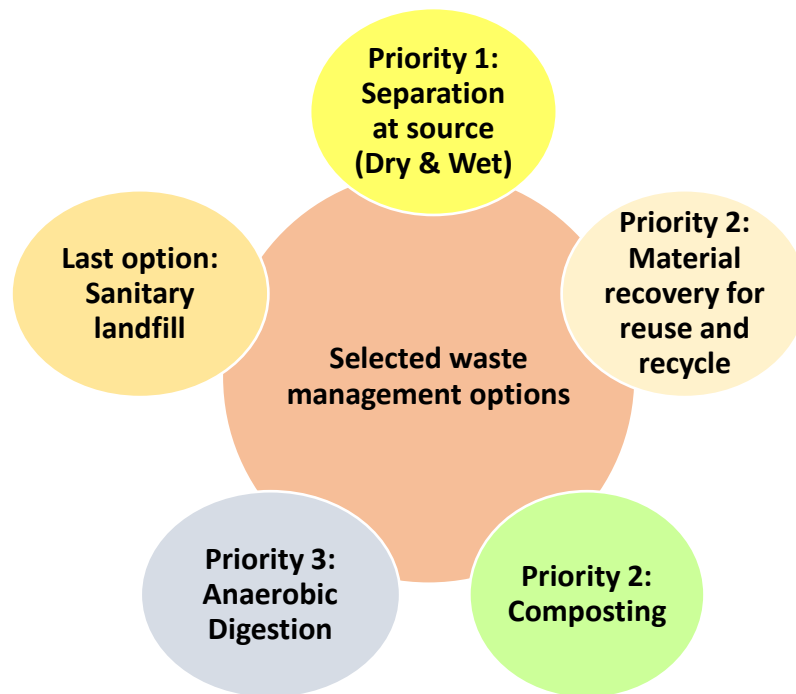 Priority 1:
Separation
at source
(Dry & Wet)
Last option:
Sanitary
landfill
Priority 2:
Material
recovery for
reuse and
recycle
Selected waste
management options
Priority 3:
Anaerobic
Digestion
Priority 2:
Composting